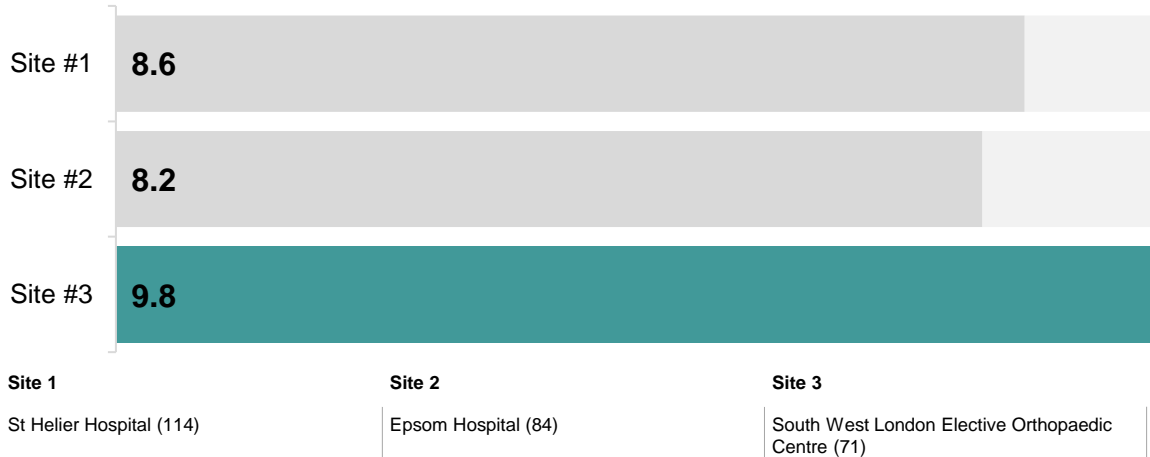 Site #1 8.6
Site #2 8.2
Site #3 9.8
Site 1 Site 2 Site 3
St Helier Hospital (114) Epsom Hospital (84) South West London Elective Orthopaedic
Centre (71)